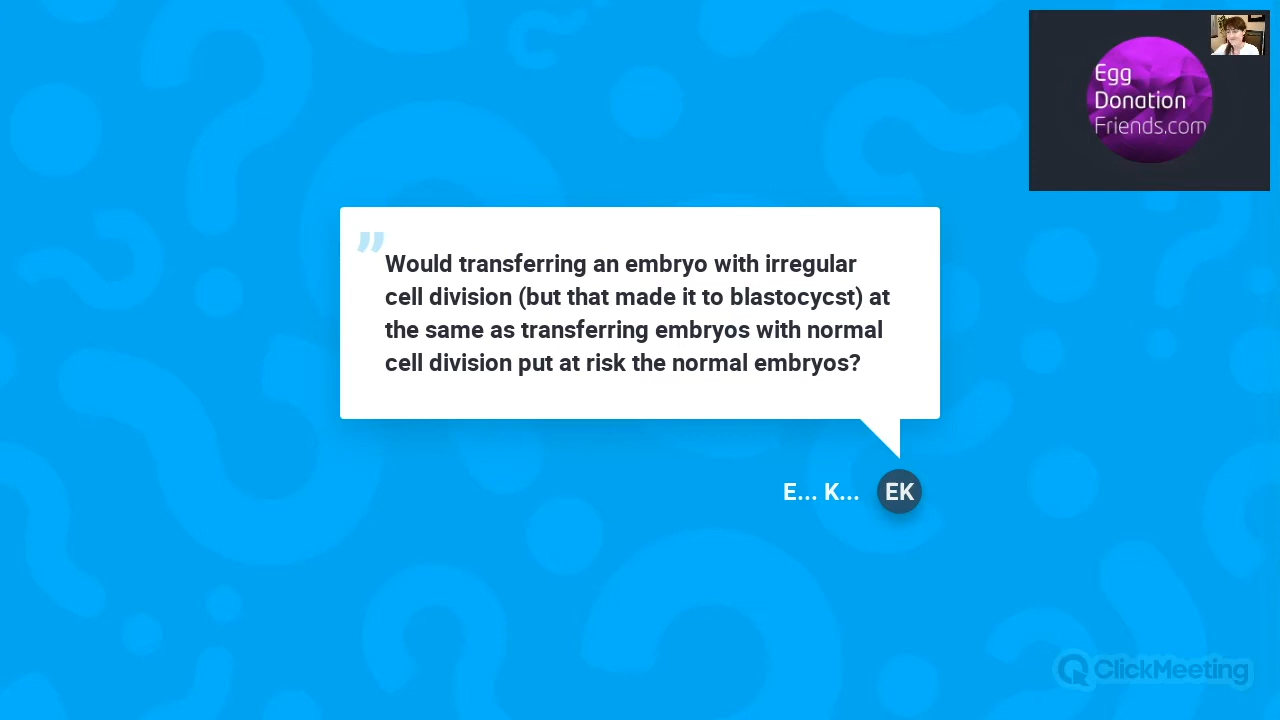 Egg
Donation
Friends.com
”
Would transferring an embryo with irregular
cell division (but that made it to blastocycst) at
the same as transferring embryos with normal
cell division put at risk the normal embryos?
E... K... EK
ClickMeeting